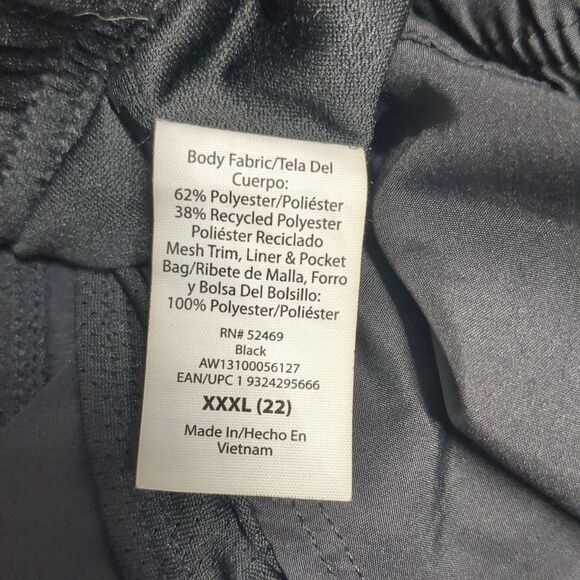 Body Fabric/Tela Del
Cuerpo:
62% Polyester/Poliéster
38% Recycled Polyester
Poliéster Reciclado
Mesh Trim, Liner & Pocket
Bag/Ribete de Malla, Forro
y Bolsa Del Bolsillo:
100% Polyester/Poliéster
RN# 52469
Black
AW13100056127
EAN/UPC 1 9324295666
XXXL (22)
Made In/Hecho En
Vietnam